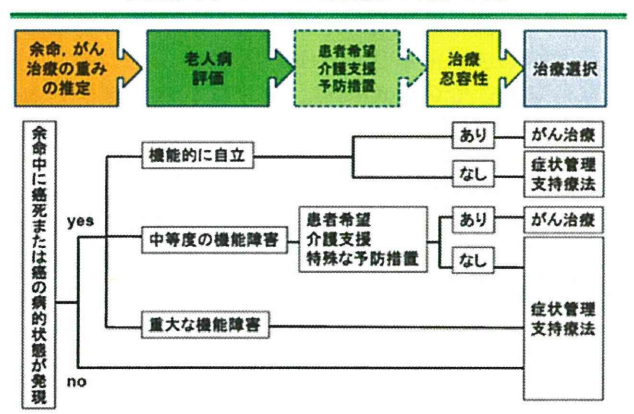 余命，がん
治療の重み
の推定
老人病
評価
患者希望
介護支援
予防措置
治療
忍容性
治療選択
余命中に癌死または癌の病的状態が発現
yes
no
機能的に自立
あり
がん治療
なし
症状管理
支持療法
中等度の機能障害
患者希望
介護支援
特殊な予防措置
あり
がん治療
なし
重大な機能障害
症状管理
支持療法